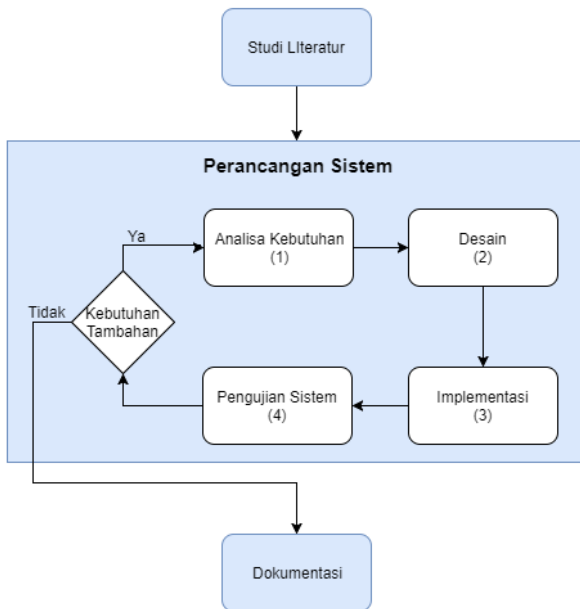 Studi LIteratur
Perancangan Sistem
Ya
Analisa Kebutuhan
(1)
Desain
(2)
Tidak
Kebutuhan
Tambahan
Pengujian Sistem
(4)
Implementasi
(3)
Dokumentasi